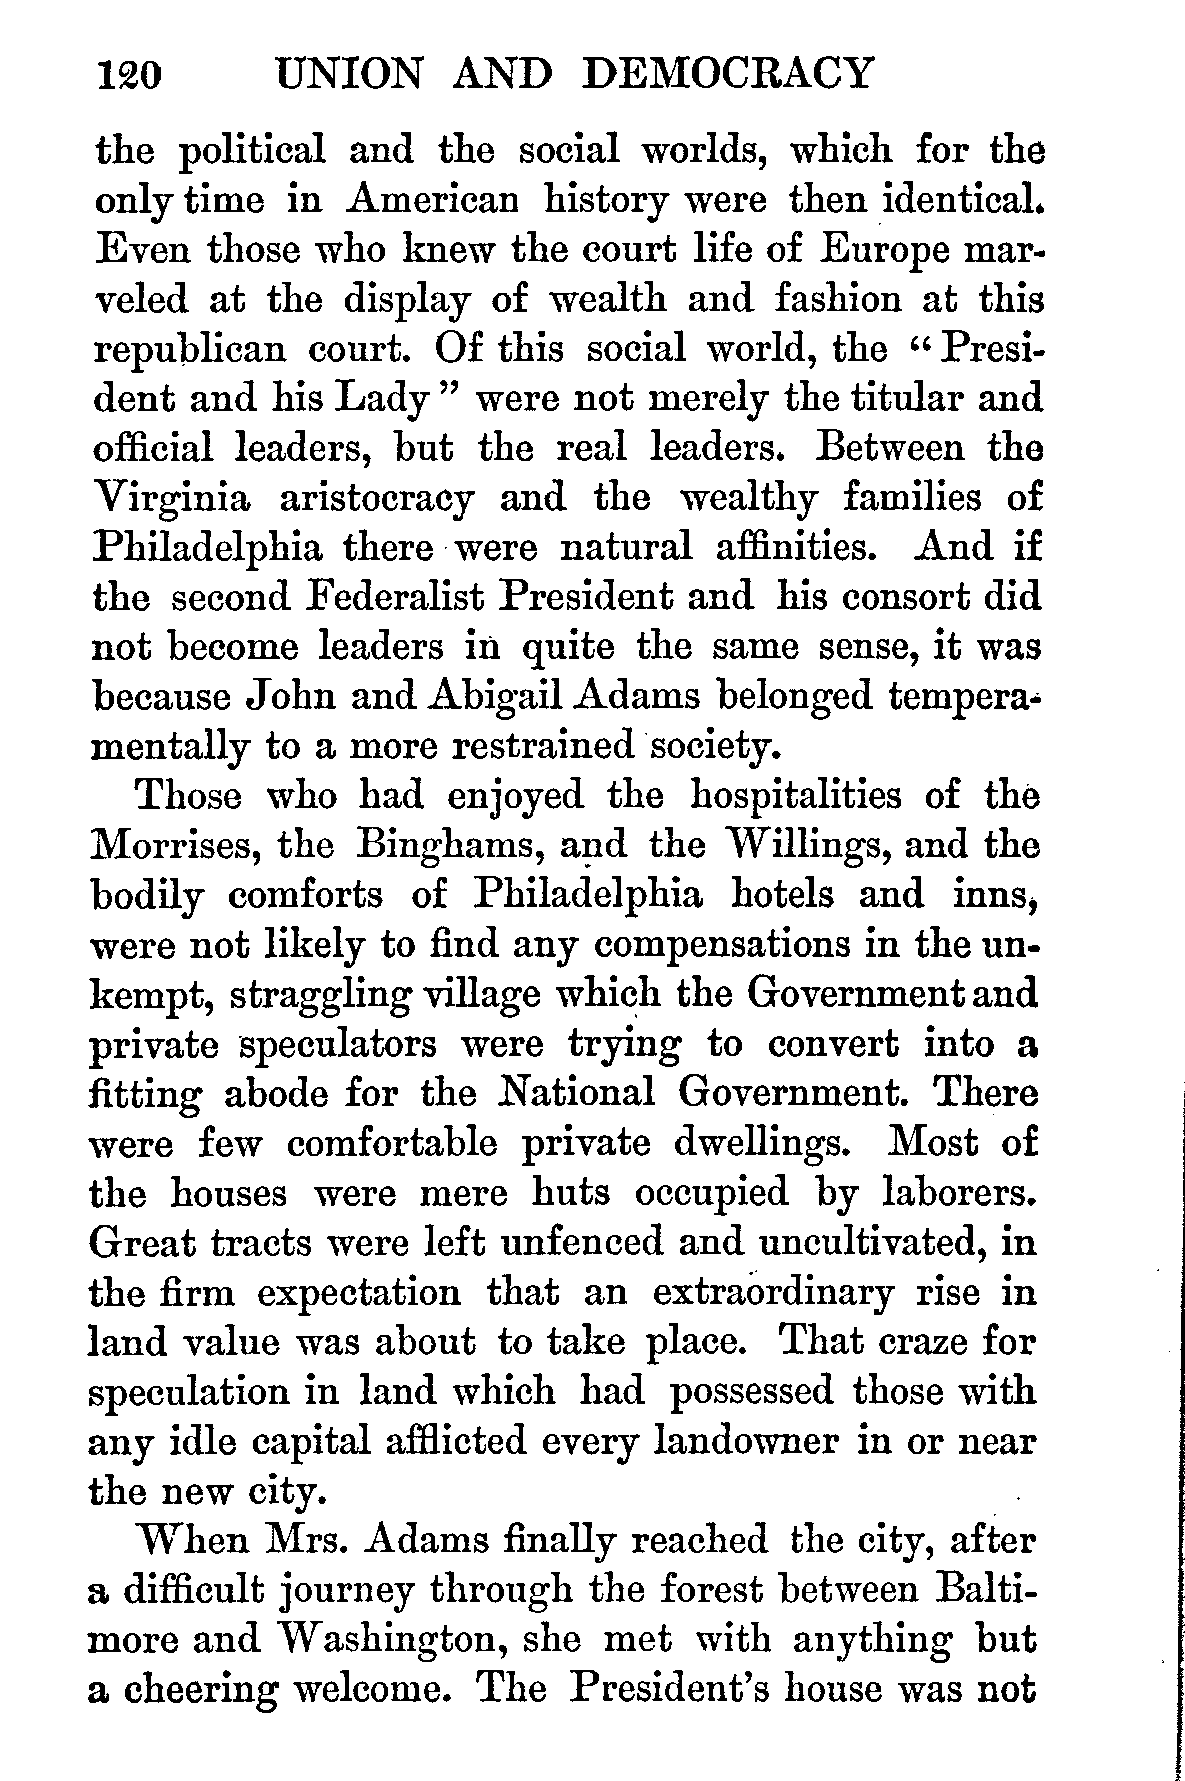 120 UNION AND DEMOCRACY
the political and the social worlds, which for the
only time in American history were then identical.
Even those who knew the court life of Europe mar-
veled at the display of wealth and fashion at this
republican court. Of this social world, the “Presi-
dent and his Lady” were not merely the titular and
official leaders, but the real leaders. Between the
Virginia aristocracy and the wealthy families of
Philadelphia there were natural affinities. And if
the second Federalist President and his consort did
not become leaders in quite the same sense, it was
because John and Abigail Adams belonged tempera-
mentally to a more restrained society.
Those who had enjoyed the hospitalities of the
Morrises, the Binghams, and the Willings, and the
bodily comforts of Philadelphia hotels and inns,
were not likely to find any compensations in the un-
kempt, straggling village which the Government and
private speculators were trying to convert into a
fitting abode for the National Government. There
were few comfortable private dwellings. Most of
the houses were mere huts occupied by laborers.
Great tracts were left unfenced and uncultivated, in
the firm expectation that an extraordinary rise in
land value was about to take place. That craze for
speculation in land which had possessed those with
any idle capital afflicted every landowner in or near
the new city.
When Mrs. Adams finally reached the city, after
a difficult journey through the forest between Balti-
more and Washington, she met with anything but
a cheering welcome. The President's house was not